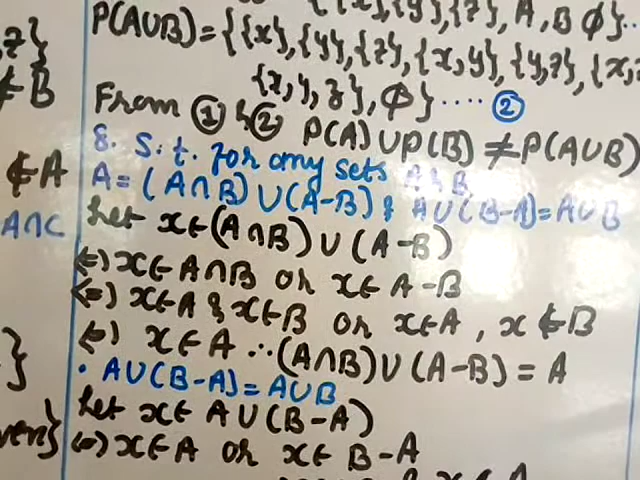 z}
∉ B
∉ A
A∩C
}
{x}, {y}, {z}, A, B φ}..
P(A∪B) = {{x}, {y}, {z}, {x,y}, {y,z}, {x,
{x, y, z}, φ} ..... ②
From ① & ② P(A) ∪ P(B) ≠ P(A∪B)
8. S.t. for any sets A & B
A = (A∩B) ∪ (A-B) & A∪(B-A) = A∪B
Let x∈(A∩B) ∪ (A-B)
⇔ x∈A∩B or x∈ A-B
⇔ x∈A & x∈B or x∈A, x∉B
⇔ x∈A ∴ (A∩B)∪(A-B) = A
• A∪(B-A) = A∪B
Let x∈ A∪(B-A)
⇔ x∈A or x∈ B-A